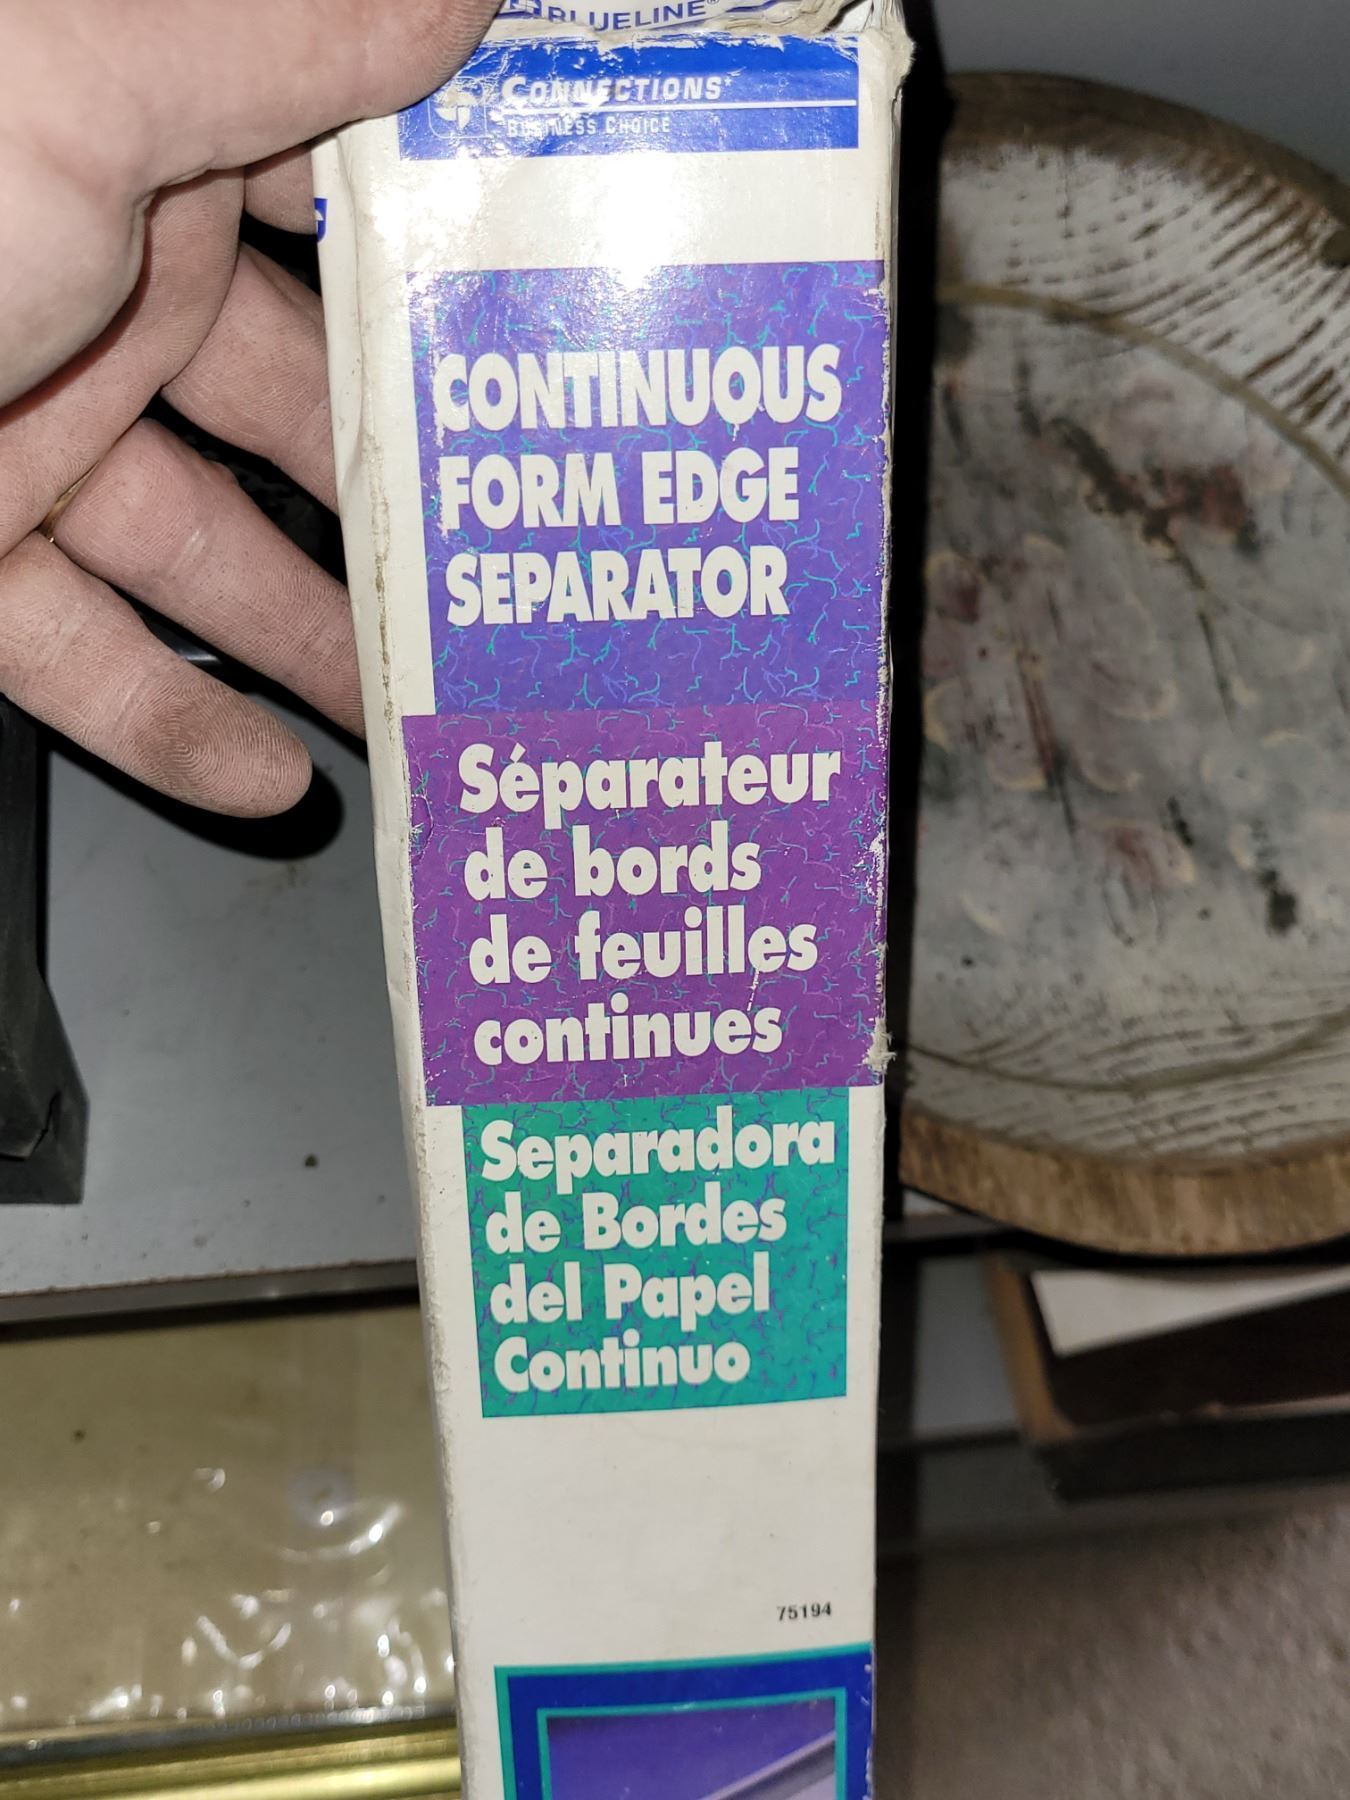 BLUELINE®
CONNECTIONS*
BUSINESS CHOICE
CONTINUOUS
FORM EDGE
SEPARATOR
Séparateur
de bords
de feuilles
continues
Separadora
de Bordes
del Papel
Continuo
75194